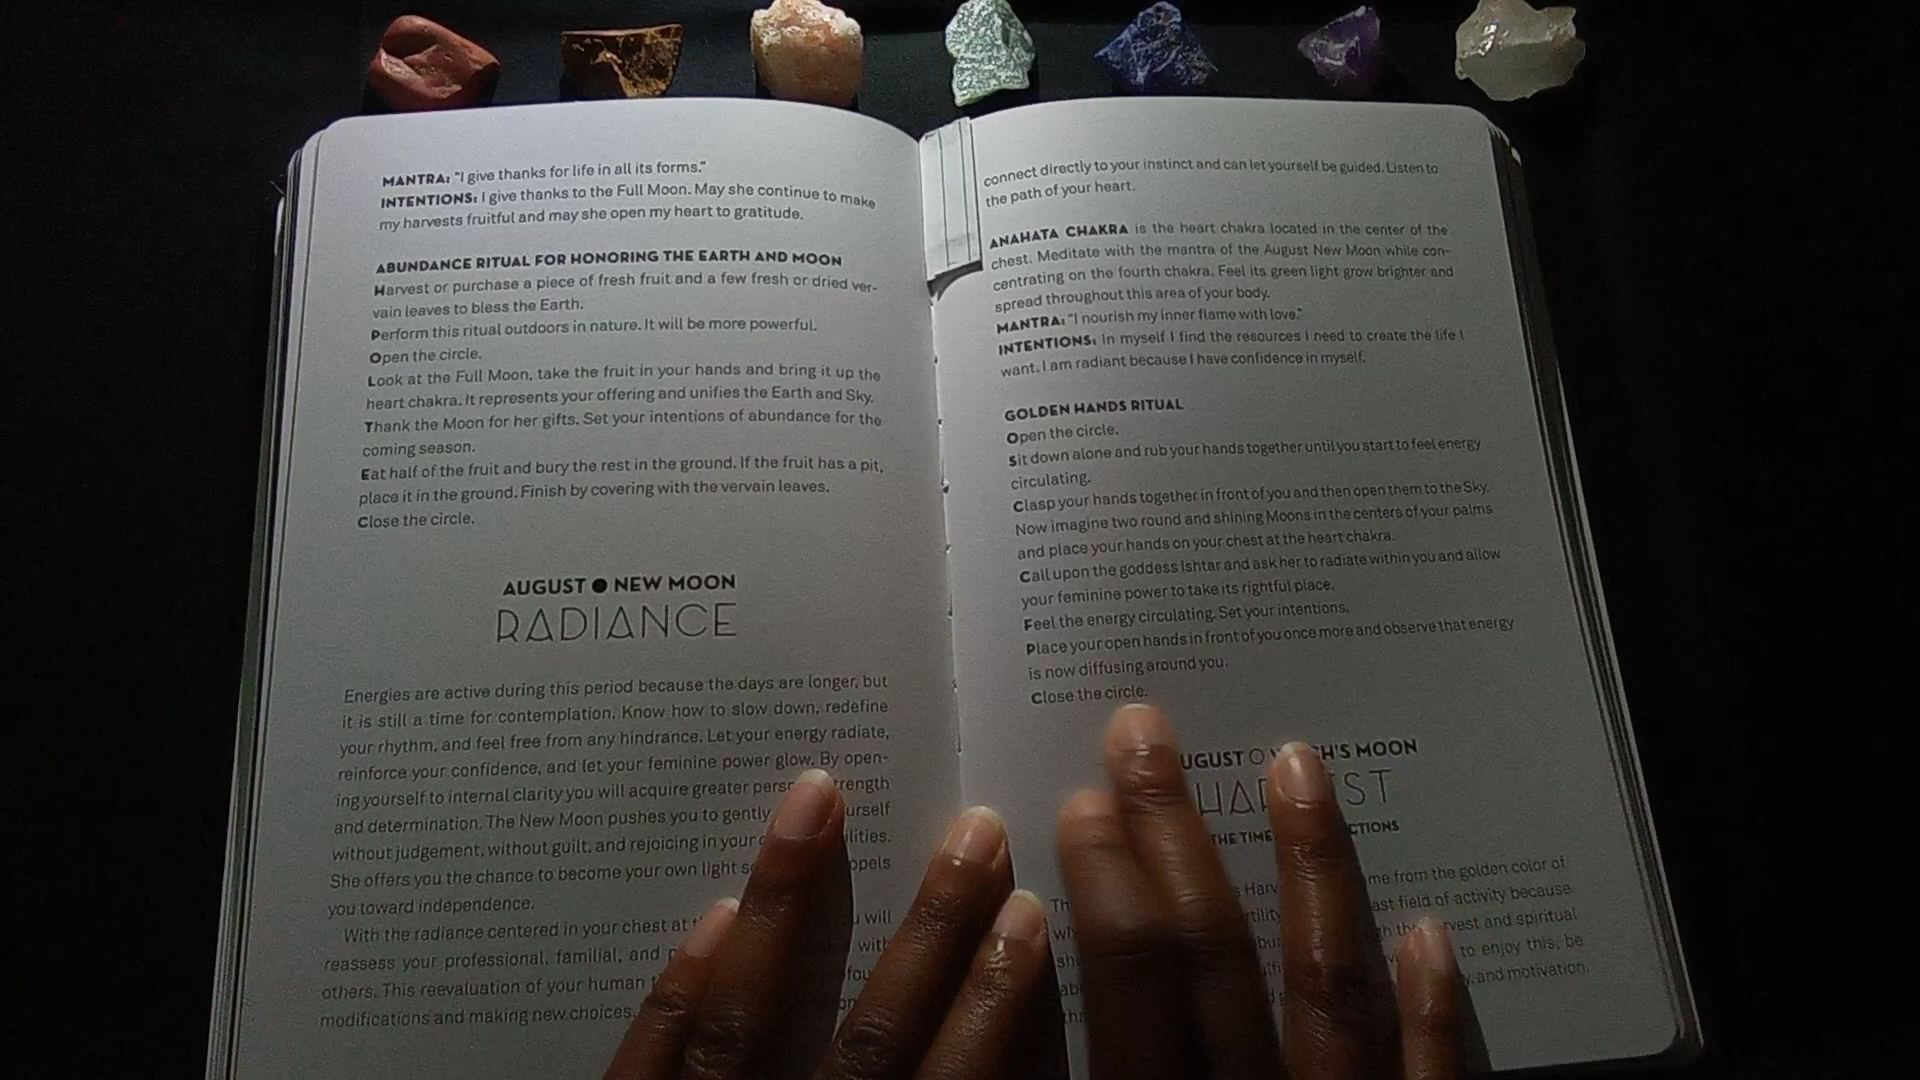 MANTRA: "I give thanks for life in all its forms."
INTENTIONS: I give thanks to the Full Moon. May she continue to make
my harvests fruitful and may she open my heart to gratitude.
ABUNDANCE RITUAL FOR HONORING THE EARTH AND MOON
Harvest or purchase a piece of fresh fruit and a few fresh or dried ver-
vain leaves to bless the Earth.
Perform this ritual outdoors in nature. It will be more powerful.
Open the circle.
Look at the Full Moon, take the fruit in your hands and bring it up the
heart chakra. It represents your offering and unifies the Earth and Sky.
Thank the Moon for her gifts. Set your intentions of abundance for the
coming season.
Eat half of the fruit and bury the rest in the ground. If the fruit has a pit,
place it in the ground. Finish by covering with the vervain leaves.
Close the circle.
AUGUST ● NEW MOON
RADIANCE
Energies are active during this period because the days are longer, but
it is still a time for contemplation. Know how to slow down, redefine
your rhythm, and feel free from any hindrance. Let your energy radiate,
reinforce your confidence, and let your feminine power glow. By open-
ing yourself to internal clarity you will acquire greater
and determination. The New Moon pushes you to gently
without judgement, without guilt, and rejoicing in your
She offers you the chance to become your own light
you toward independence.
With the radiance centered in your chest at will
reassess your professional, familial, and with
others. This reevaluation of your human
modifications and making new choices.
connect directly to your instinct and can let yourself be guided. Listen to
the path of your heart.
ANAHATA CHAKRA is the heart chakra located in the center of the
chest. Meditate with the mantra of the August New Moon while con-
centrating on the fourth chakra. Feel its green light grow brighter and
spread throughout this area of your body.
MANTRA: "I nourish my inner flame with love."
INTENTIONS: In myself I find the resources I need to create the life I
want. I am radiant because I have confidence in myself.
GOLDEN HANDS RITUAL
Open the circle.
Sit down alone and rub your hands together until you start to feel energy
circulating.
Clasp your hands together in front of you and then open them to the Sky.
Now imagine two round and shining Moons in the centers of your palms
and place your hands on your chest at the heart chakra.
Call upon the goddess Ishtar and ask her to radiate within you and allow
your feminine power to take its rightful place.
Feel the energy circulating. Set your intentions.
Place your open hands in front of you once more and observe that energy
is now diffusing around you.
Close the circle.
MOON
THE TIME
from the golden color of
field of activity because
and spiritual
to enjoy this, be
and motivation.